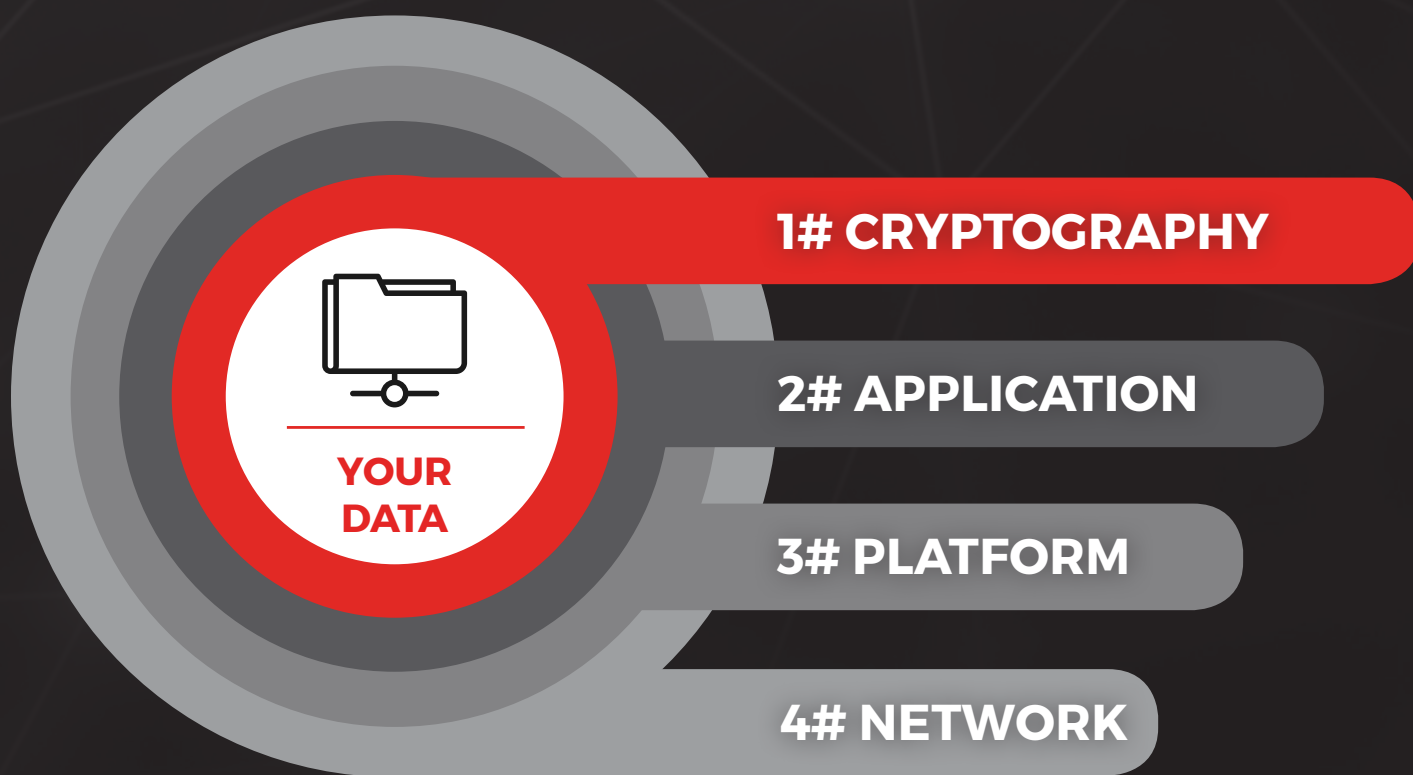 1# CRYPTOGRAPHY
2# APPLICATION
YOUR
DATA
3# PLATFORM
4# NETWORK